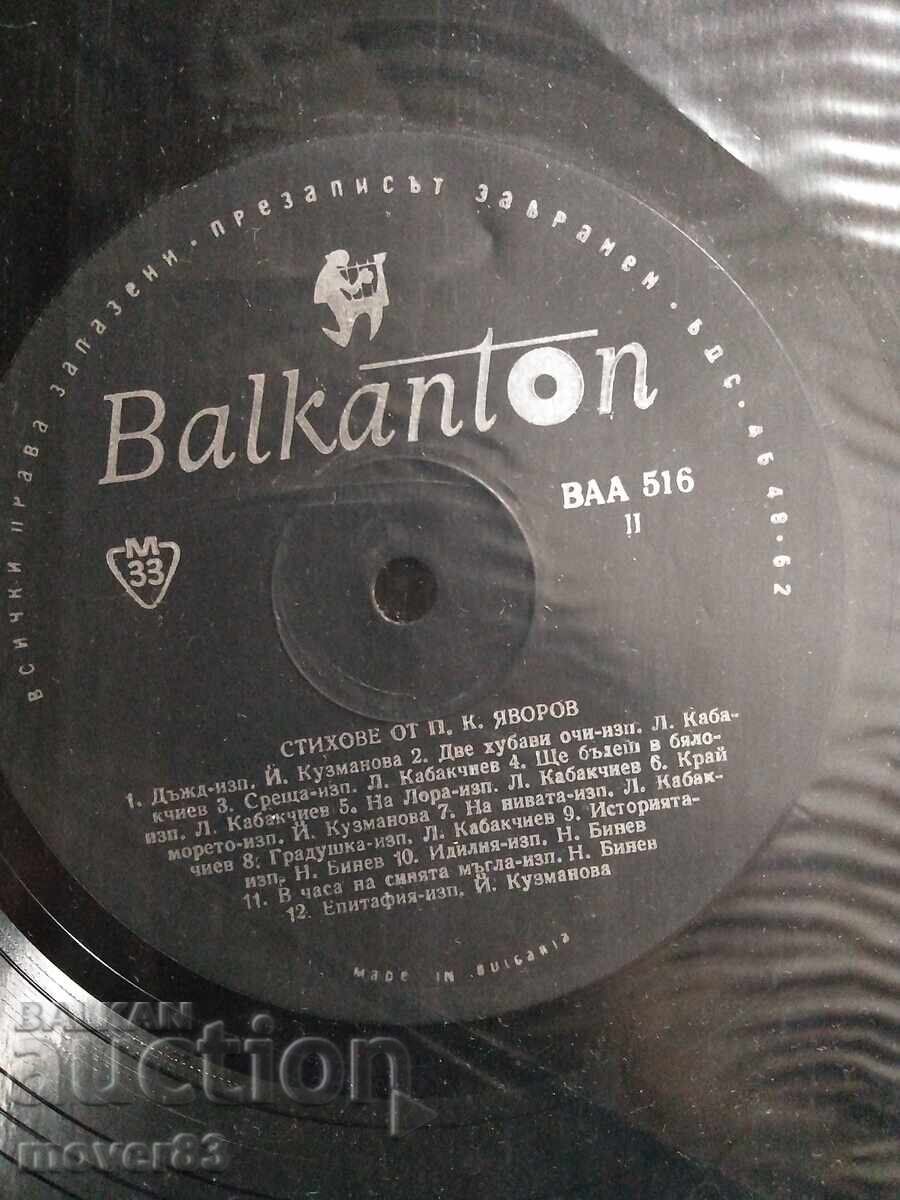 ВСИЧКИ ПРАВА ЗАПАЗЕНИ · ПРЕЗАПИСЪТ ЗАБРАНЕН · БДС · 4648 · 62
Balkanton
ВАА 516
II
М
33
СТИХОВЕ ОТ П. К. ЯВОРОВ
1. Дъжд-изп. Й. Кузманова 2. Две хубави очи-изп. Л. Каба-
кчиев 3. Среща-изп. Л. Кабакчиев 4. Ще бъдеш в бяло-
изп. Л. Кабакчиев 5. На Лора-изп. Л. Кабакчиев 6. Край
морето-изп. Й. Кузманова 7. На нивата-изп. Л. Кабак-
чиев 8. Градушка-изп. Л. Кабакчиев 9. Историята-
изп. Н. Бинев 10. Идилия-изп. Н. Бинев
11. В часа на синята мъгла-изп. Н. Бинев
12. Епитафия-изп. Й. Кузманова
MADE IN BULGARIA
BALKAN
auction
mover83